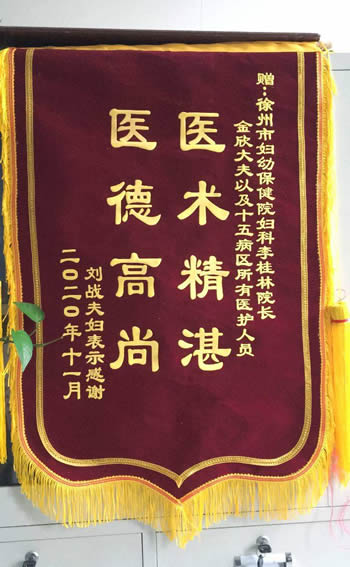 赠:徐州市妇幼保健院妇科李桂林院长
金欣大夫以及十五病区所有医护人员
医术精湛
医德高尚
刘战夫妇表示感谢
二〇二〇年十一月